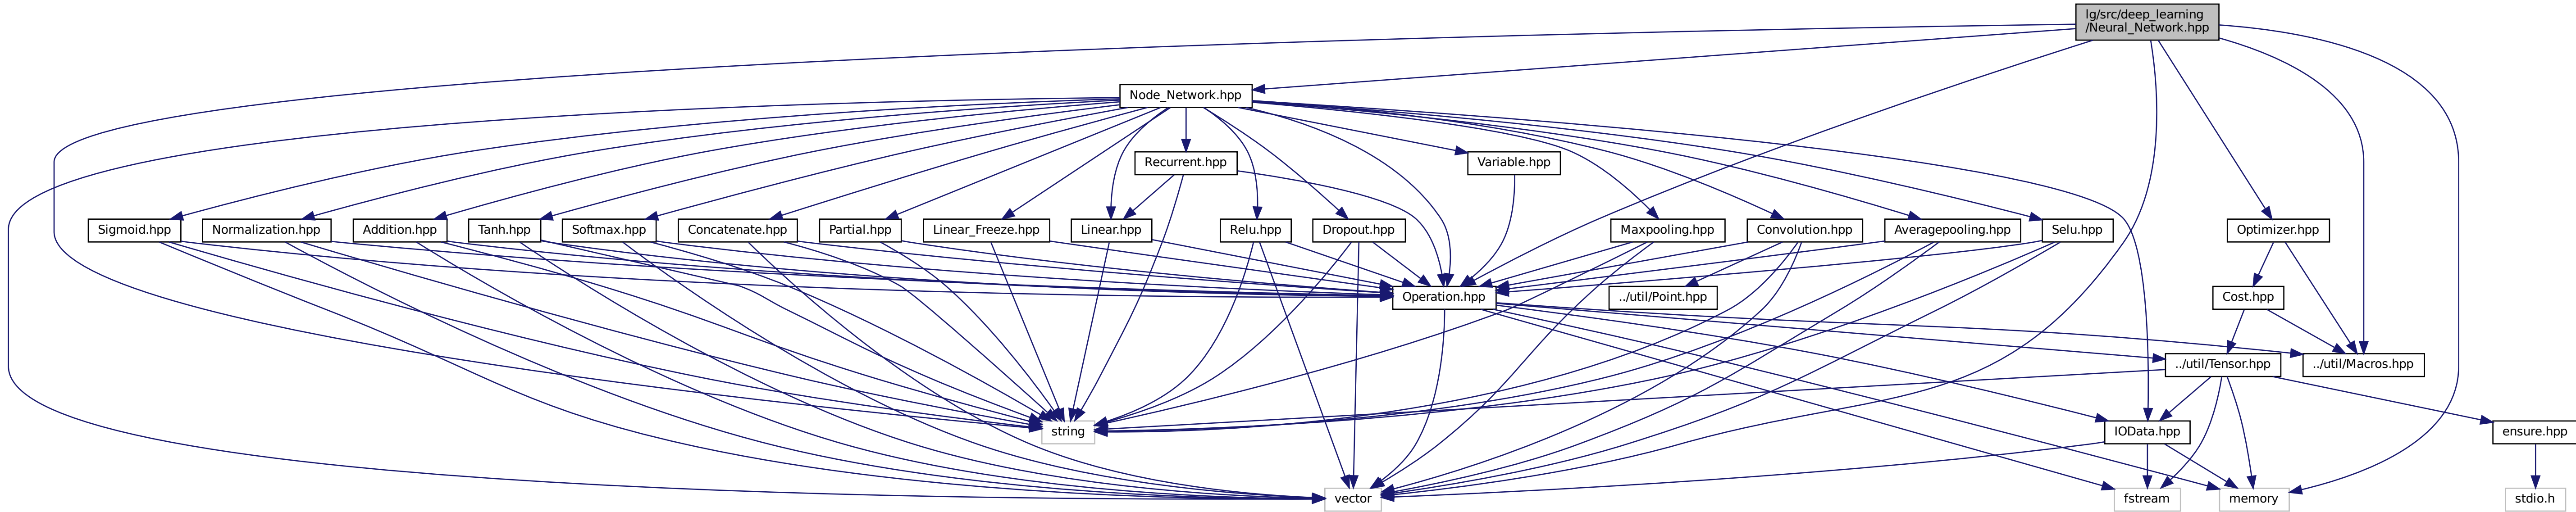 lg/src/deep_learning
/Neural_Network.hpp
Node_Network.hpp
Recurrent.hpp
Variable.hpp
Sigmoid.hpp
Normalization.hpp
Addition.hpp
Tanh.hpp
Softmax.hpp
Concatenate.hpp
Partial.hpp
Linear_Freeze.hpp
Linear.hpp
Relu.hpp
Dropout.hpp
Maxpooling.hpp
Convolution.hpp
Averagepooling.hpp
Selu.hpp
Optimizer.hpp
Operation.hpp
../util/Point.hpp
Cost.hpp
../util/Tensor.hpp
../util/Macros.hpp
string
IOData.hpp
ensure.hpp
vector
fstream
memory
stdio.h